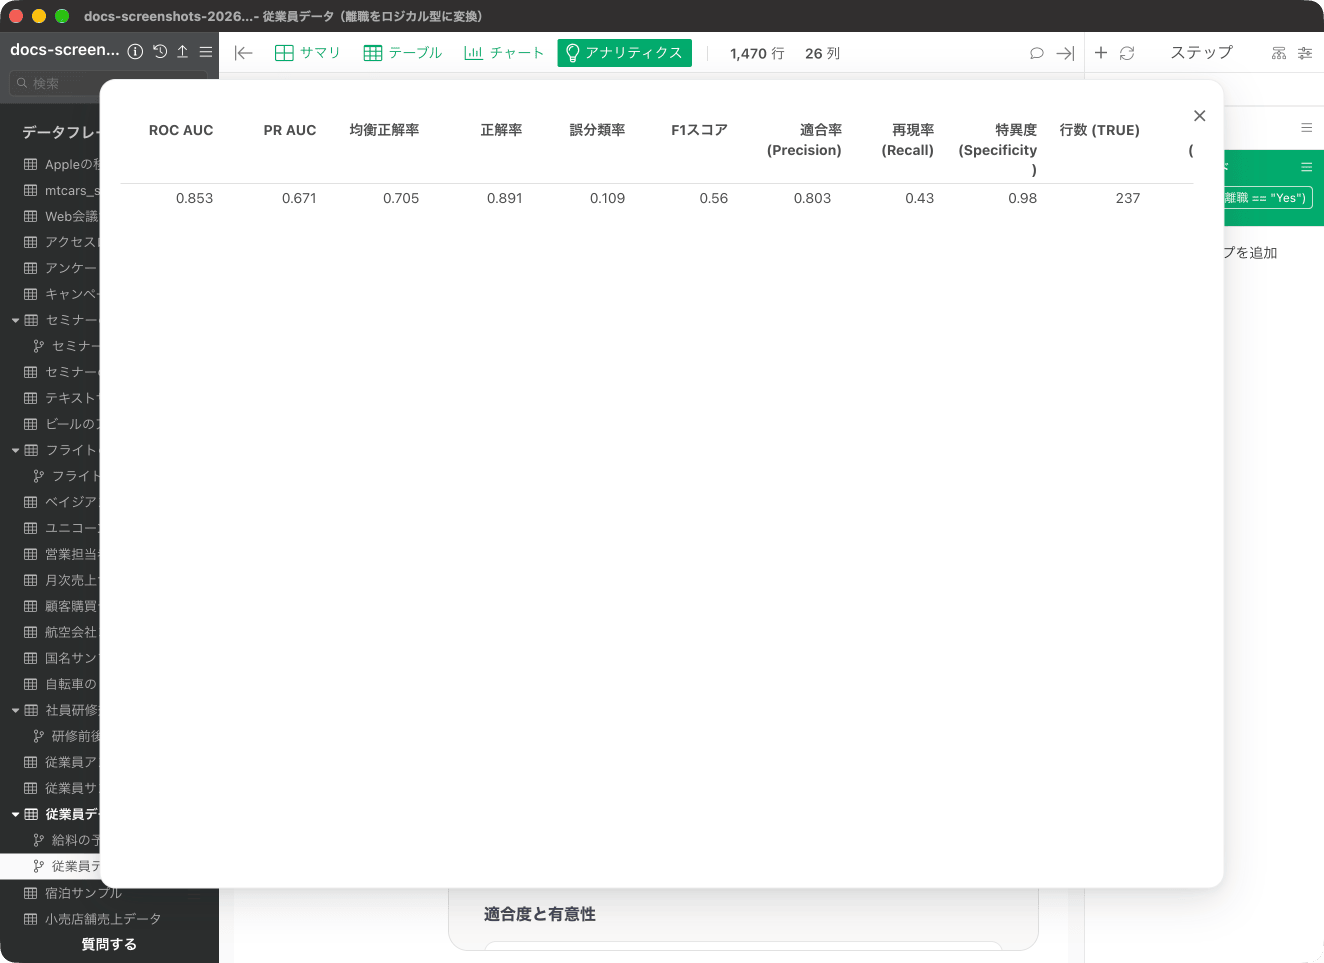 docs-screenshots-2026...- 従業員データ（離職をロジカル型に変換）
docs-screen...
サマリ
テーブル
チャート
アナリティクス
1,470 行
26 列
ステップ
検索
データフレー
Appleの
mtcars_s
Web会議
アクセス
アンケー
キャンペ
セミナー
セミナー
セミナー
テキスト
ビールの
フライト
フライト
ベイジア
ユニコー
営業担当
月次売上
顧客購買
航空会社
国名サン
自転車の
社員研修
研修前後
従業員ア
従業員サ
従業員デ
給料の予
従業員デ
宿泊サンプル
小売店舗売上データ
質問する
ROC AUC
PR AUC
均衡正解率
正解率
誤分類率
F1スコア
適合率
(Precision)
再現率
(Recall)
特異度
(Specificity
)
行数 (TRUE)
(
0.853
0.671
0.705
0.891
0.109
0.56
0.803
0.43
0.98
237
離職 == "Yes")
プを追加
適合度と有意性